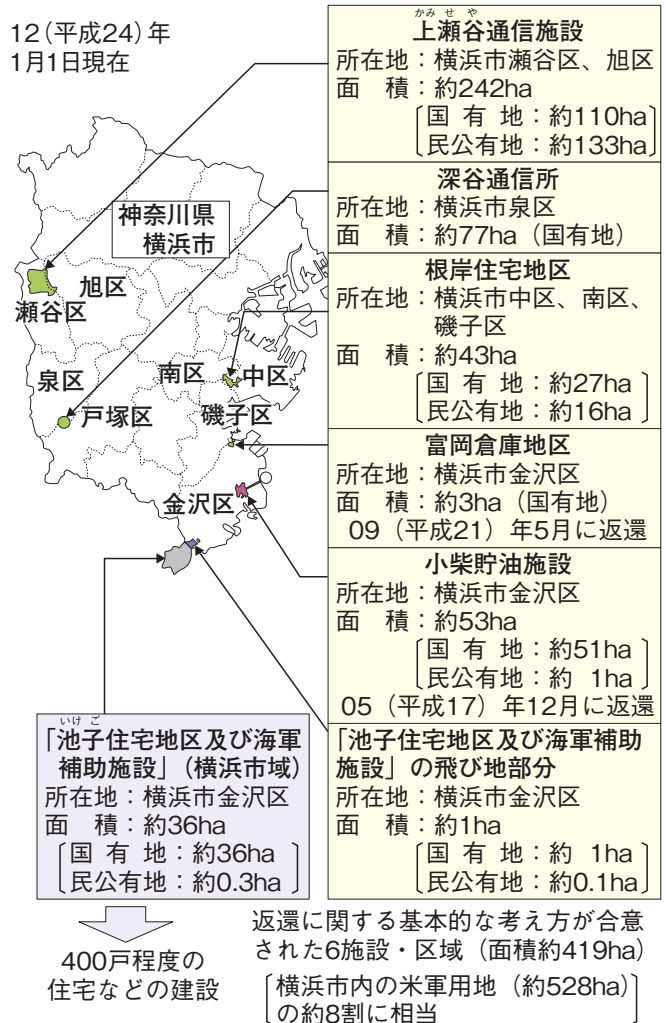 12(平成24)年
1月1日現在
神奈川県
横浜市
旭区
瀬谷区
泉区
南区
中区
戸塚区
磯子区
金沢区
かみせや
上瀬谷通信施設
所在地:横浜市瀬谷区、旭区
面 積:約242ha
〔国 有 地:約110ha〕
〔民公有地:約133ha〕
深谷通信所
所在地:横浜市泉区
面 積:約77ha(国有地)
根岸住宅地区
所在地:横浜市中区、南区、
磯子区
面 積:約43ha
〔国 有 地:約27ha〕
〔民公有地:約16ha〕
富岡倉庫地区
所在地:横浜市金沢区
面 積:約3ha(国有地)
09(平成21)年5月に返還
小柴貯油施設
所在地:横浜市金沢区
面 積:約53ha
〔国 有 地:約51ha〕
〔民公有地:約 1ha〕
05(平成17)年12月に返還
「池子住宅地区及び海軍補助
施設」の飛び地部分
所在地:横浜市金沢区
面 積:約1ha
〔国 有 地:約 1ha〕
〔民公有地:約0.1ha〕
いけご
「池子住宅地区及び海軍
補助施設」(横浜市域)
所在地:横浜市金沢区
面 積:約36ha
〔国 有 地:約36ha〕
〔民公有地:約0.3ha〕
400戸程度の
住宅などの建設
返還に関する基本的な考え方が合意
された6施設・区域(面積約419ha)
〔横浜市内の米軍用地(約528ha)〕
〔の約8割に相当〕